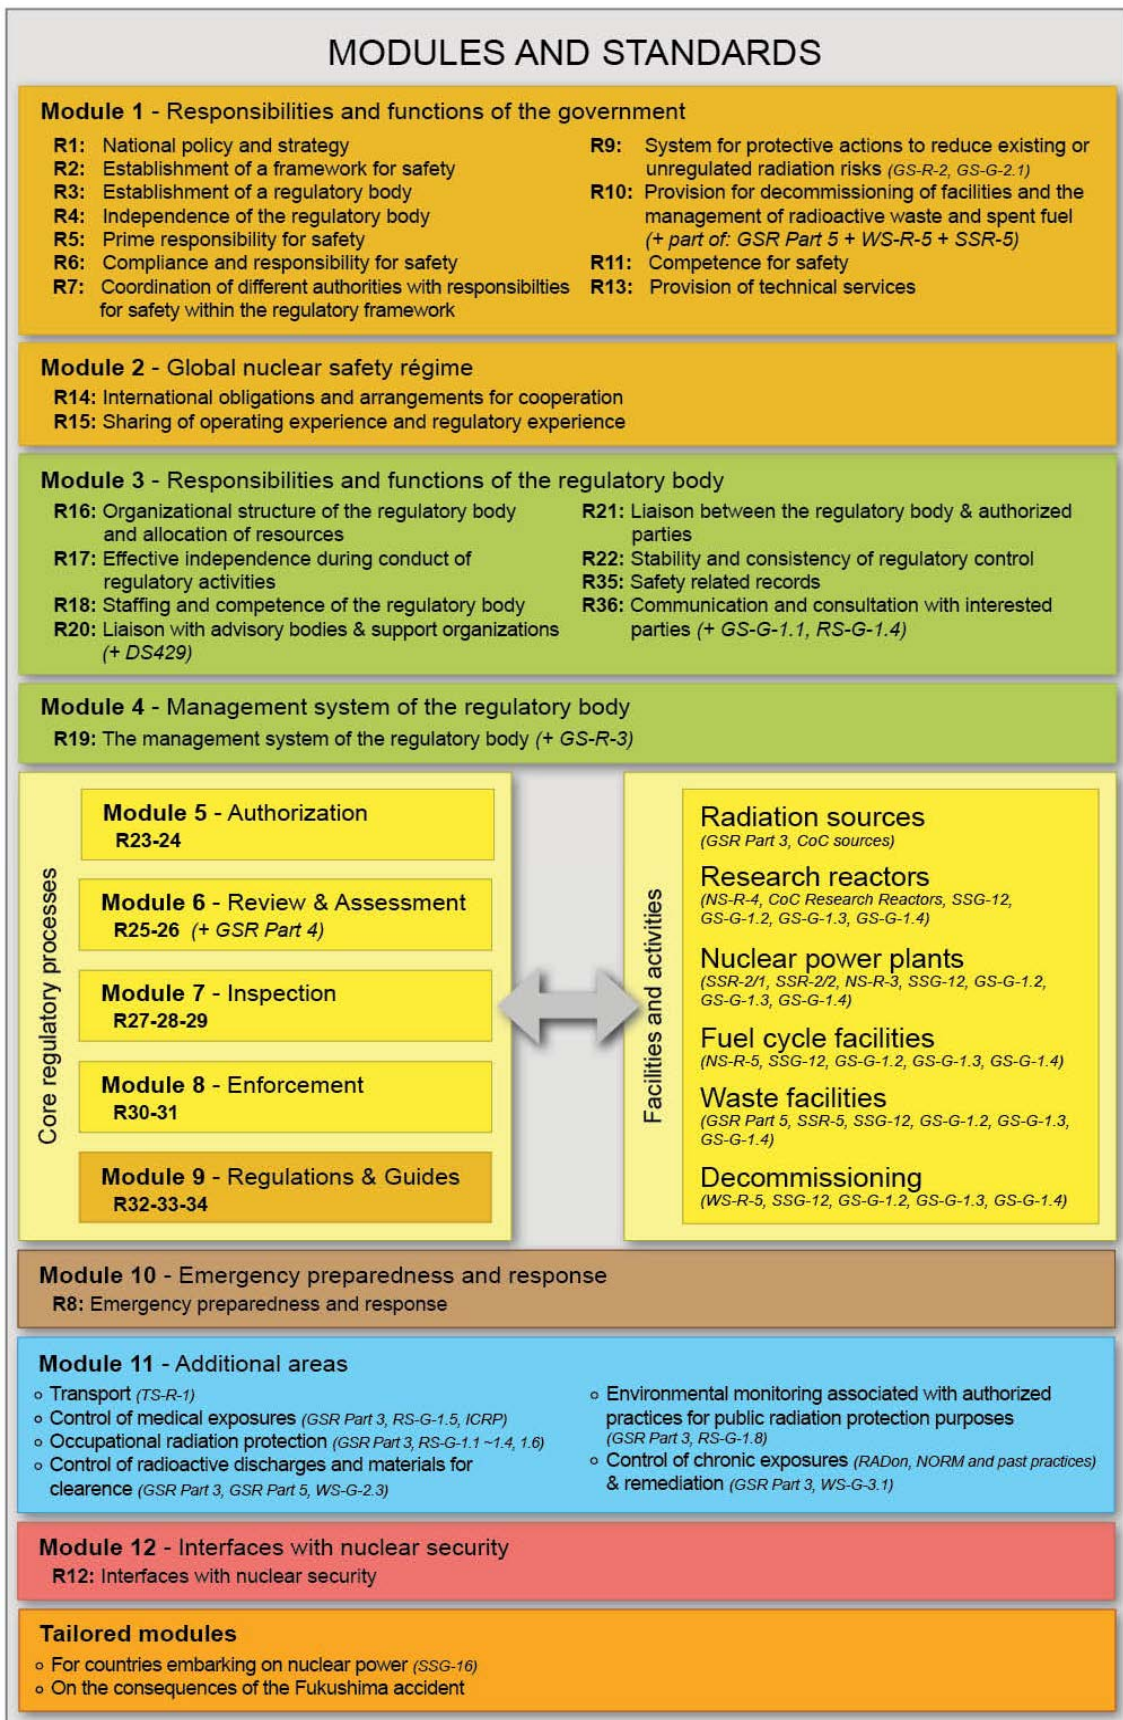 MODULES AND STANDARDS
Module 1 - Responsibilities and functions of the government
R1: National policy and strategy
R2: Establishment of a framework for safety
R3: Establishment of a regulatory body
R4: Independence of the regulatory body
R5: Prime responsibility for safety
R6: Compliance and responsibility for safety
R7: Coordination of different authorities with responsibilties
for safety within the regulatory framework
R9: System for protective actions to reduce existing or
unregulated radiation risks (GS-R-2, GS-G-2.1)
R10: Provision for decommissioning of facilities and the
management of radioactive waste and spent fuel
(+ part of: GSR Part 5 + WS-R-5 + SSR-5)
R11: Competence for safety
R13: Provision of technical services
Module 2 - Global nuclear safety régime
R14: International obligations and arrangements for cooperation
R15: Sharing of operating experience and regulatory experience
Module 3 - Responsibilities and functions of the regulatory body
R16: Organizational structure of the regulatory body
and allocation of resources
R17: Effective independence during conduct of
regulatory activities
R18: Staffing and competence of the regulatory body
R20: Liaison with advisory bodies & support organizations
(+ DS429)
R21: Liaison between the regulatory body & authorized
parties
R22: Stability and consistency of regulatory control
R35: Safety related records
R36: Communication and consultation with interested
parties (+ GS-G-1.1, RS-G-1.4)
Module 4 - Management system of the regulatory body
R19: The management system of the regulatory body (+ GS-R-3)
Core regulatory processes
Module 5 - Authorization
R23-24
Module 6 - Review & Assessment
R25-26 (+ GSR Part 4)
Module 7 - Inspection
R27-28-29
Module 8 - Enforcement
R30-31
Module 9 - Regulations & Guides
R32-33-34
Facilities and activities
Radiation sources
(GSR Part 3, CoC sources)
Research reactors
(NS-R-4, CoC Research Reactors, SSG-12,
GS-G-1.2, GS-G-1.3, GS-G-1.4)
Nuclear power plants
(SSR-2/1, SSR-2/2, NS-R-3, SSG-12, GS-G-1.2,
GS-G-1.3, GS-G-1.4)
Fuel cycle facilities
(NS-R-5, SSG-12, GS-G-1.2, GS-G-1.3, GS-G-1.4)
Waste facilities
(GSR Part 5, SSR-5, SSG-12, GS-G-1.2, GS-G-1.3,
GS-G-1.4)
Decommissioning
(WS-R-5, SSG-12, GS-G-1.2, GS-G-1.3, GS-G-1.4)
Module 10 - Emergency preparedness and response
R8: Emergency preparedness and response
Module 11 - Additional areas
Transport (TS-R-1)
Control of medical exposures (GSR Part 3, RS-G-1.5, ICRP)
Occupational radiation protection (GSR Part 3, RS-G-1.1 ~1.4, 1.6)
Control of radioactive discharges and materials for
clearence (GSR Part 3, GSR Part 5, WS-G-2.3)
Environmental monitoring associated with authorized
practices for public radiation protection purposes
(GSR Part 3, RS-G-1.8)
Control of chronic exposures (RADon, NORM and past practices)
& remediation (GSR Part 3, WS-G-3.1)
Module 12 - Interfaces with nuclear security
R12: Interfaces with nuclear security
Tailored modules
For countries embarking on nuclear power (SSG-16)
On the consequences of the Fukushima accident